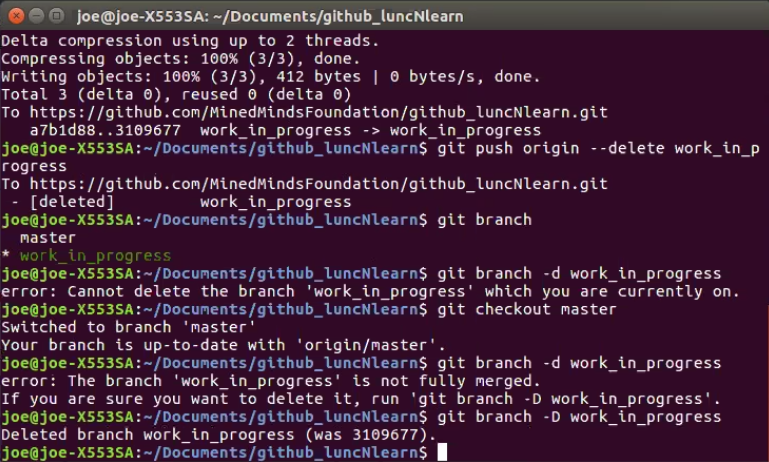 joe@joe-X553SA: ~/Documents/github_luncNlearn
Delta compression using up to 2 threads.
Compressing objects: 100% (3/3), done.
Writing objects: 100% (3/3), 412 bytes | 0 bytes/s, done.
Total 3 (delta 0), reused 0 (delta 0)
To https://github.com/MinedMindsFoundation/github_luncNlearn.git
   a7b1d88..3109677  work_in_progress -> work_in_progress
joe@joe-X553SA:~/Documents/github_luncNlearn$ git push origin --delete work_in_p
rogress
To https://github.com/MinedMindsFoundation/github_luncNlearn.git
 - [deleted]         work_in_progress
joe@joe-X553SA:~/Documents/github_luncNlearn$ git branch
  master
* work_in_progress
joe@joe-X553SA:~/Documents/github_luncNlearn$ git branch -d work_in_progress
error: Cannot delete the branch 'work_in_progress' which you are currently on.
joe@joe-X553SA:~/Documents/github_luncNlearn$ git checkout master
Switched to branch 'master'
Your branch is up-to-date with 'origin/master'.
joe@joe-X553SA:~/Documents/github_luncNlearn$ git branch -d work_in_progress
error: The branch 'work_in_progress' is not fully merged.
If you are sure you want to delete it, run 'git branch -D work_in_progress'.
joe@joe-X553SA:~/Documents/github_luncNlearn$ git branch -D work_in_progress
Deleted branch work_in_progress (was 3109677).
joe@joe-X553SA:~/Documents/github_luncNlearn$